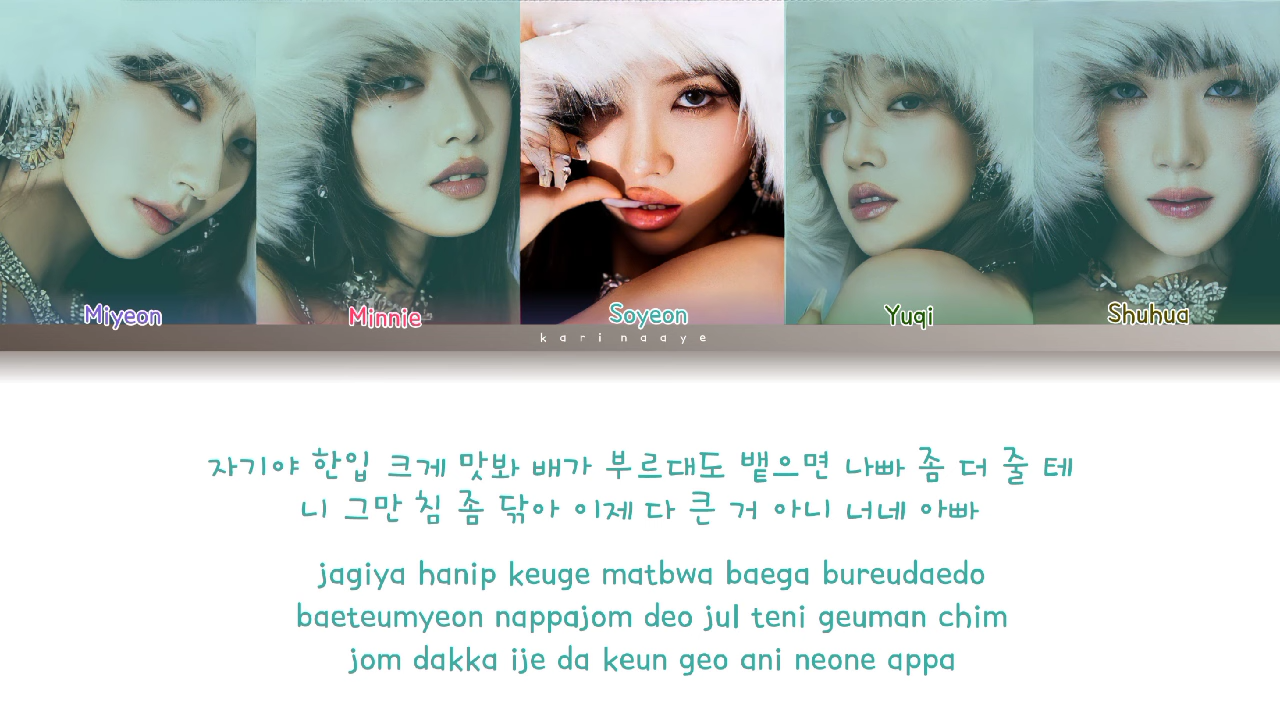 Miyeon
Minnie
Soyeon
Yuqi
Shuhua
karinaaye
자기야 한입 크게 맛봐 배가 부르대도 뱉으면 나빠 좀 더 줄 테
니 그만 침 좀 닦아 이제 다 큰 거 아니 너네 아빠
jagiya hanip keuge matbwa baega bureudaedo
baeteumyeon nappajom deo jul teni geuman chim
jom dakka ije da keun geo ani neone appa